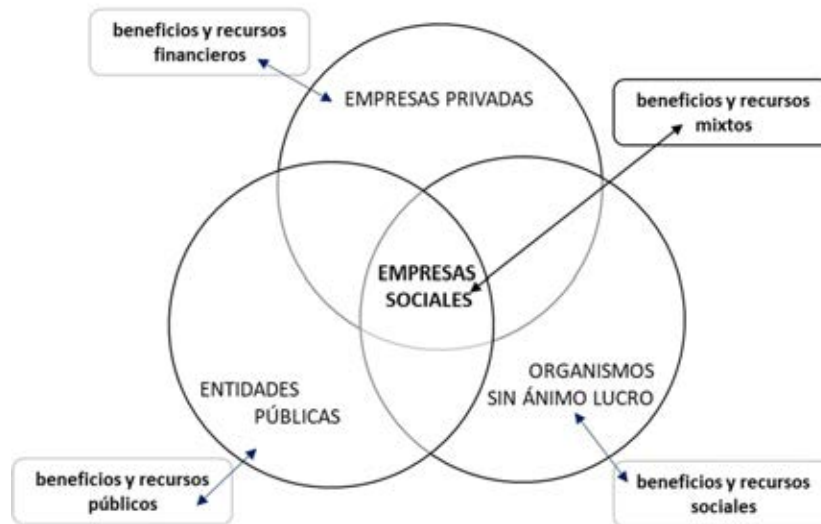 beneficios y recursos
financieros
EMPRESAS PRIVADAS
beneficios y recursos
mixtos
EMPRESAS
SOCIALES
ENTIDADES
PÚBLICAS
ORGANISMOS
SIN ÁNIMO LUCRO
beneficios y recursos
públicos
beneficios y recursos
sociales